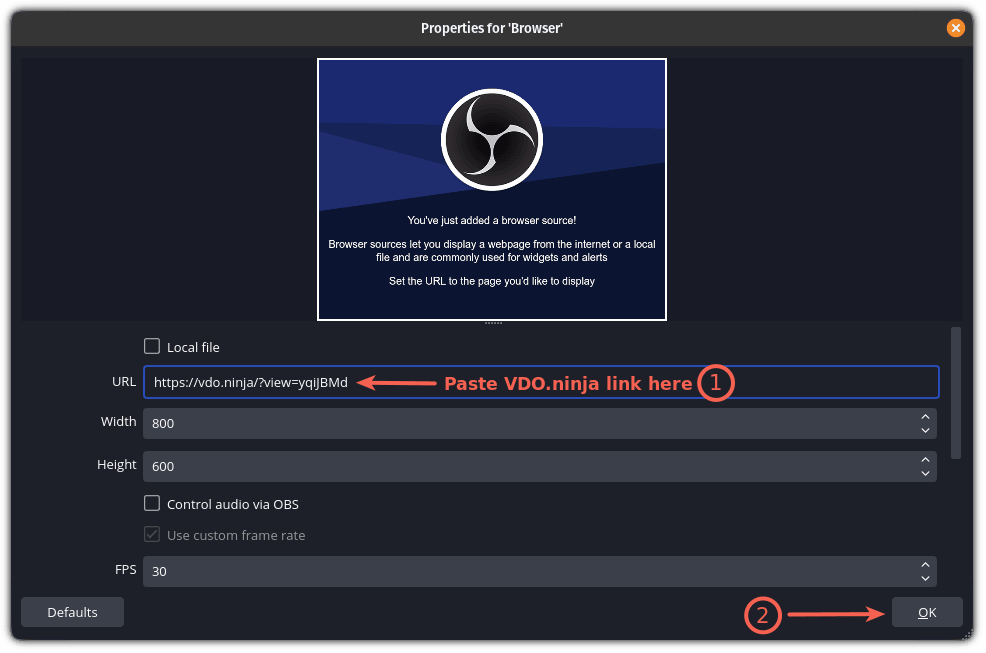 Properties for 'Browser'
You've just added a browser source!
Browser sources let you display a webpage from the internet or a local
file and are commonly used for widgets and alerts
Set the URL to the page you'd like to display
Local file
URL https://vdo.ninja/?view=yqiJBMd Paste VDO.ninja link here 1
Width 800
Height 600
Control audio via OBS
Use custom frame rate
FPS 30
Defaults 2 OK